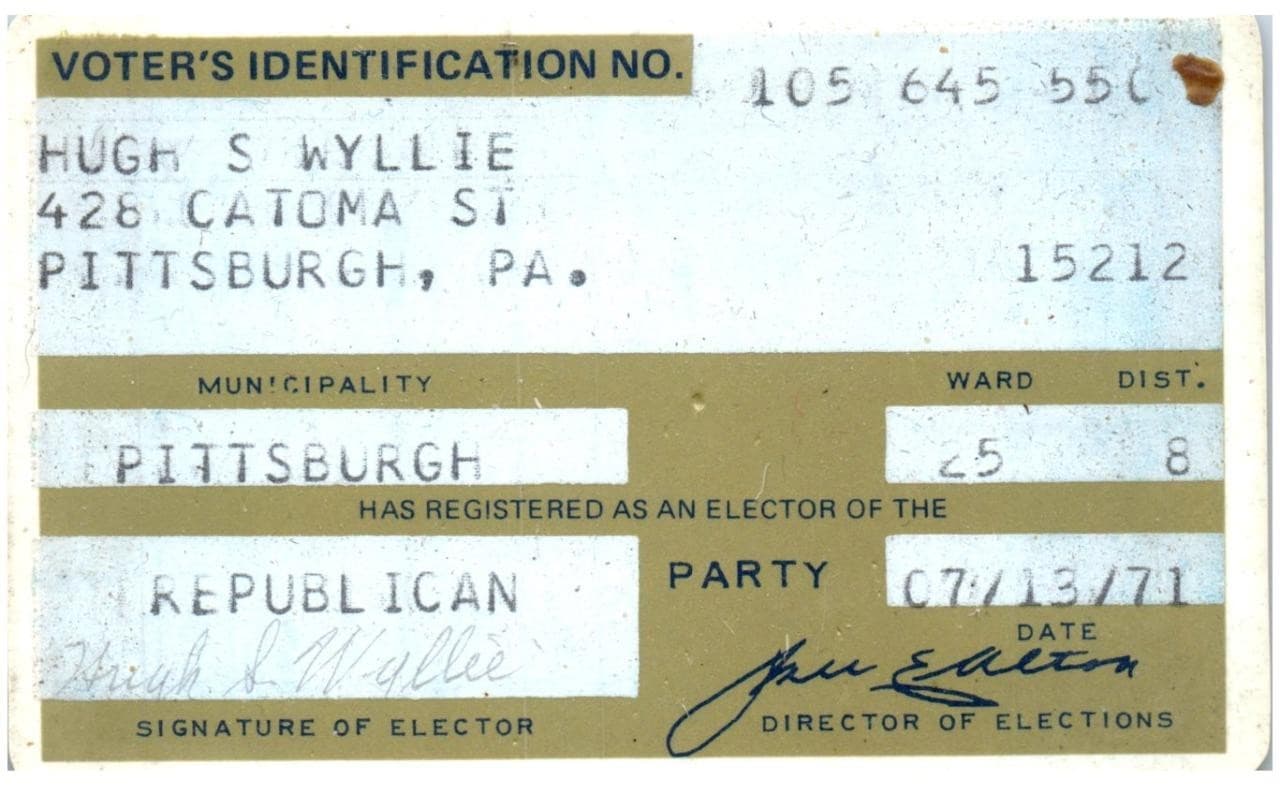 VOTER'S IDENTIFICATION NO. 105 645
HUGH S WYLLIE
428 CATOMA ST
PITTSBURGH, PA. 15212
MUNICIPALITY WARD DIST.
PITTSBURGH 25 8
HAS REGISTERED AS AN ELECTOR OF THE
REPUBLICAN PARTY 07/13/71
DATE
Hugh S Wyllie
SIGNATURE OF ELECTOR DIRECTOR OF ELECTIONS